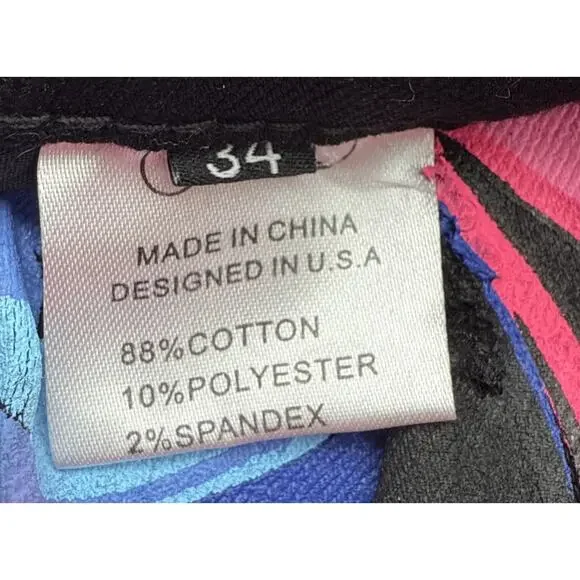 34
MADE IN CHINA
DESIGNED IN U.S.A
88%COTTON
10%POLYESTER
2%SPANDEX